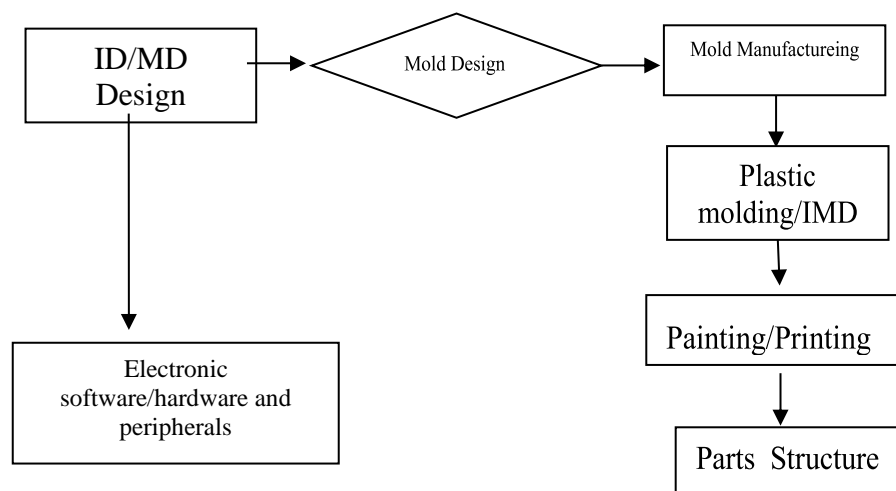 ID/MD
Design
Mold Design
Mold Manufactureing
Plastic
molding/IMD
Painting/Printing
Parts Structure
Electronic
software/hardware and
peripherals